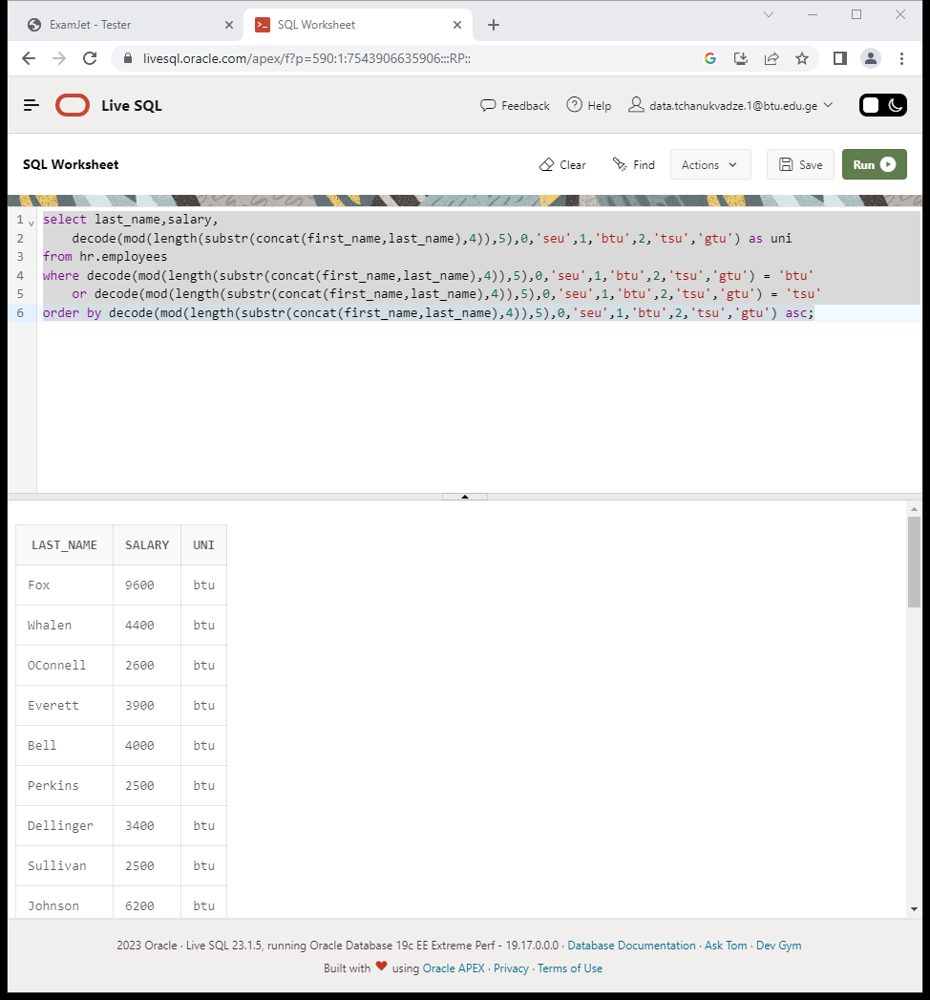 ExamJet - Tester
SQL Worksheet
livesql.oracle.com/apex/f?p=590:1:7543906635906:::RP::
Live SQL
Feedback
Help
data.tchanukvadze.1@btu.edu.ge
SQL Worksheet
Clear
Find
Actions
Save
Run
1 select last_name,salary,
2 decode(mod(length(substr(concat(first_name,last_name),4)),5),0,'seu',1,'btu',2,'tsu','gtu') as uni
3 from hr.employees
4 where decode(mod(length(substr(concat(first_name,last_name),4)),5),0,'seu',1,'btu',2,'tsu','gtu') = 'btu'
5 or decode(mod(length(substr(concat(first_name,last_name),4)),5),0,'seu',1,'btu',2,'tsu','gtu') = 'tsu'
6 order by decode(mod(length(substr(concat(first_name,last_name),4)),5),0,'seu',1,'btu',2,'tsu','gtu') asc;
LAST_NAME SALARY UNI
Fox 9600 btu
Whalen 4400 btu
OConnell 2600 btu
Everett 3900 btu
Bell 4000 btu
Perkins 2500 btu
Dellinger 3400 btu
Sullivan 2500 btu
Johnson 6200 btu
2023 Oracle · Live SQL 23.1.5, running Oracle Database 19c EE Extreme Perf - 19.17.0.0.0 · Database Documentation · Ask Tom · Dev Gym
Built with ❤ using Oracle APEX · Privacy · Terms of Use